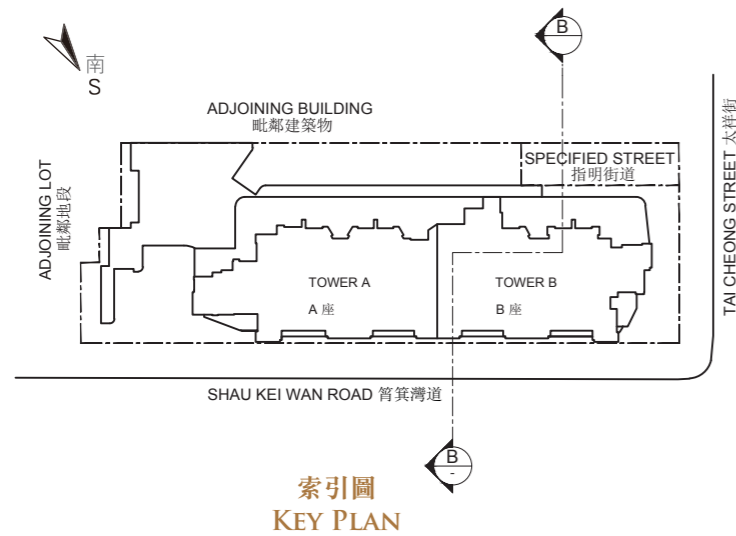 B
南
S
ADJOINING BUILDING
毗鄰建築物
SPECIFIED STREET
指明街道
ADJOINING LOT
毗鄰地段
TAI CHEONG STREET 太祥街
TOWER A
A 座
TOWER B
B 座
SHAU KEI WAN ROAD 筲箕灣道
B
-
索引圖
KEY PLAN